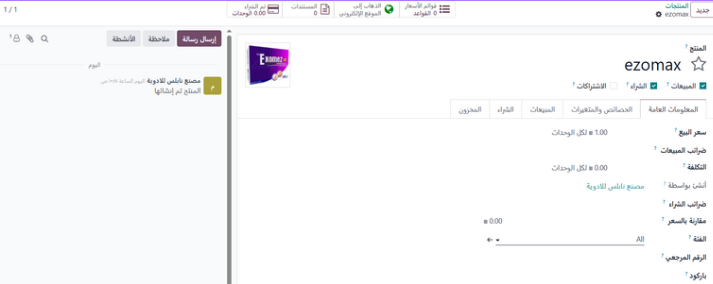 جديد
المنتجات
ezomax
قوائم الأسعار
0 القواعد
الذهاب إلى
الموقع الإلكتروني
المستندات
0
تم الشراء
0.00 الوحدات
1 / 1
إرسال رسالة
ملاحظة
الأنشطة
اليوم
مصنع نابلس للادوية
المنتج تم إنشائها
م
المنتج ?
ezomax
Exomez
المبيعات ?
الشراء ?
الاشتراكات ?
المعلومات العامة
الخصائص والمتغيرات
المبيعات
الشراء
المخزون
سعر البيع ?
1.00 ₪ لكل الوحدات
ضرائب المبيعات ?
التكلفة ?
0.00 ₪ لكل الوحدات
أنشئ بواسطة ?
مصنع نابلس للادوية
ضرائب الشراء ?
مقارنة بالسعر ?
0.00 ₪
الفئة ?
All
الرقم المرجعي ?
باركود ?